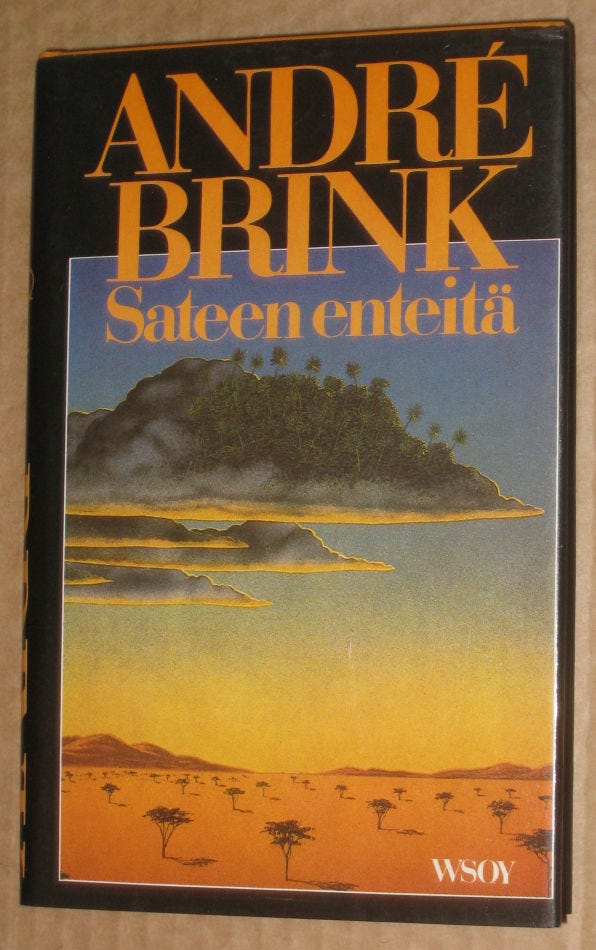 ANDRÉ
BRINK
Sateen enteitä
WSOY